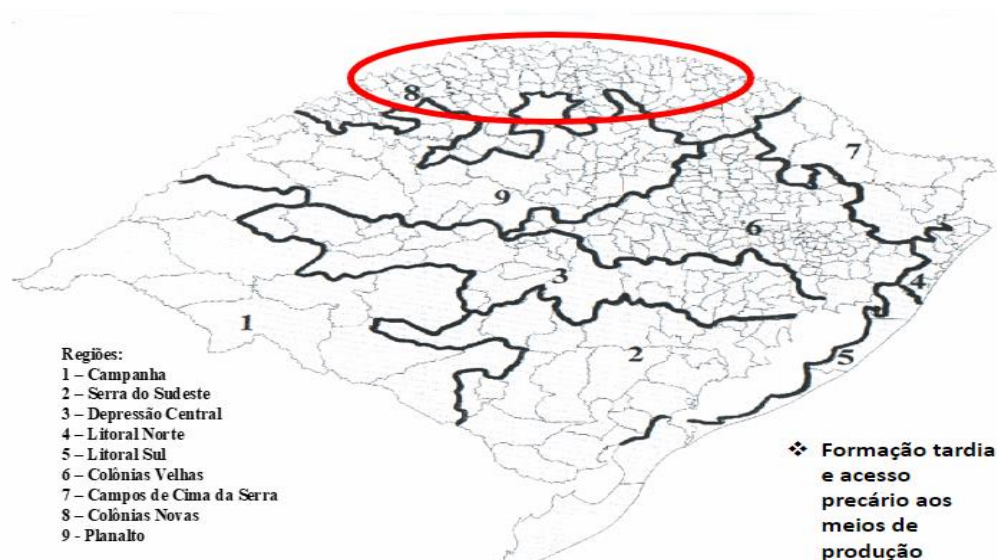 8
7
9
6
3
4
1
2
5
Regiões:
1 – Campanha
2 – Serra do Sudeste
3 – Depressão Central
4 – Litoral Norte
5 – Litoral Sul
6 – Colônias Velhas
7 – Campos de Cima da Serra
8 – Colônias Novas
9 - Planalto
❖ Formação tardia
e acesso
precário aos
meios de
produção